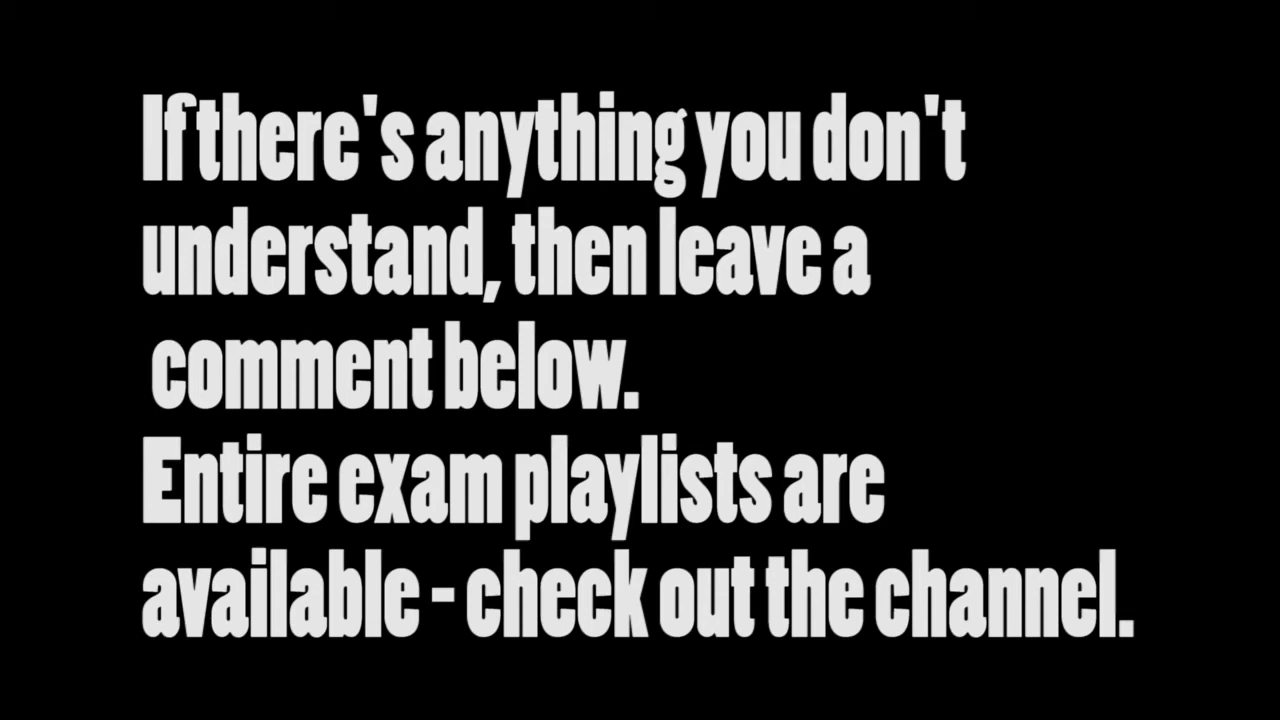 If there's anything you don't
understand, then leave a
comment below.
Entire exam playlists are
available - check out the channel.